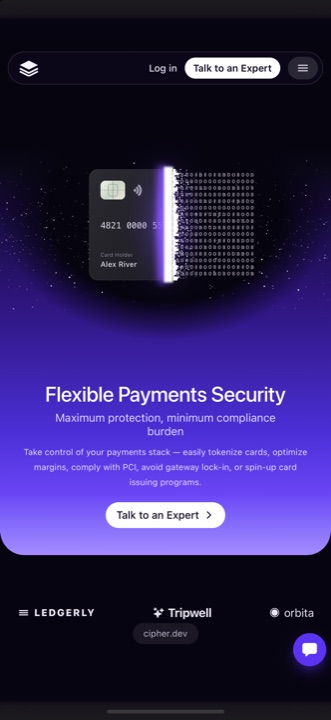 Log in
Talk to an Expert
4821 0000
Card Holder
Alex River
Flexible Payments Security
Maximum protection, minimum compliance
burden
Take control of your payments stack — easily tokenize cards, optimize
margins, comply with PCI, avoid gateway lock-in, or spin-up card
issuing programs.
Talk to an Expert
LEDGERLY
Tripwell
orbita
cipher.dev